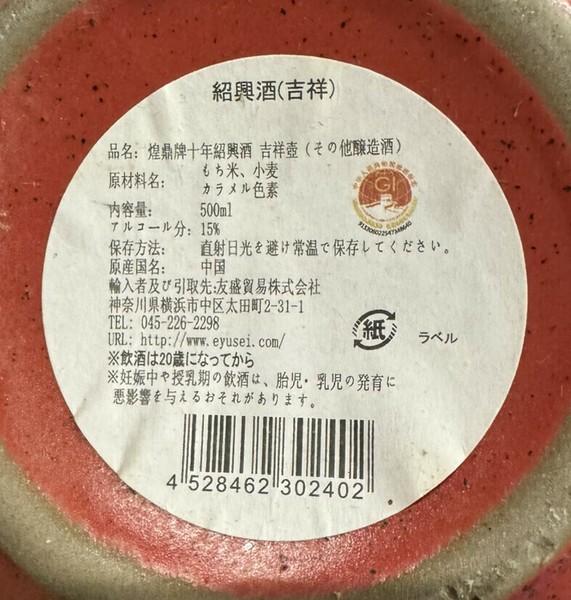 紹興酒(吉祥)
品名: 煌鼎牌十年紹興酒 吉祥壺 (その他醸造酒)
原材料名: もち米、小麦
カラメル色素
内容量: 500ml
アルコール分: 15%
保存方法: 直射日光を避け常温で保存してください。
原産国名: 中国
輸入者及び引取先:友盛貿易株式会社
神奈川県横浜市中区太田町2-31-1
TEL: 045-226-2298
URL: http://www.eyusei.com/
※飲酒は20歳になってから
※妊娠中や授乳期の飲酒は、胎児・乳児の発育に
悪影響を与えるおそれがあります。
GI
紙
ラベル
4 528462 302402